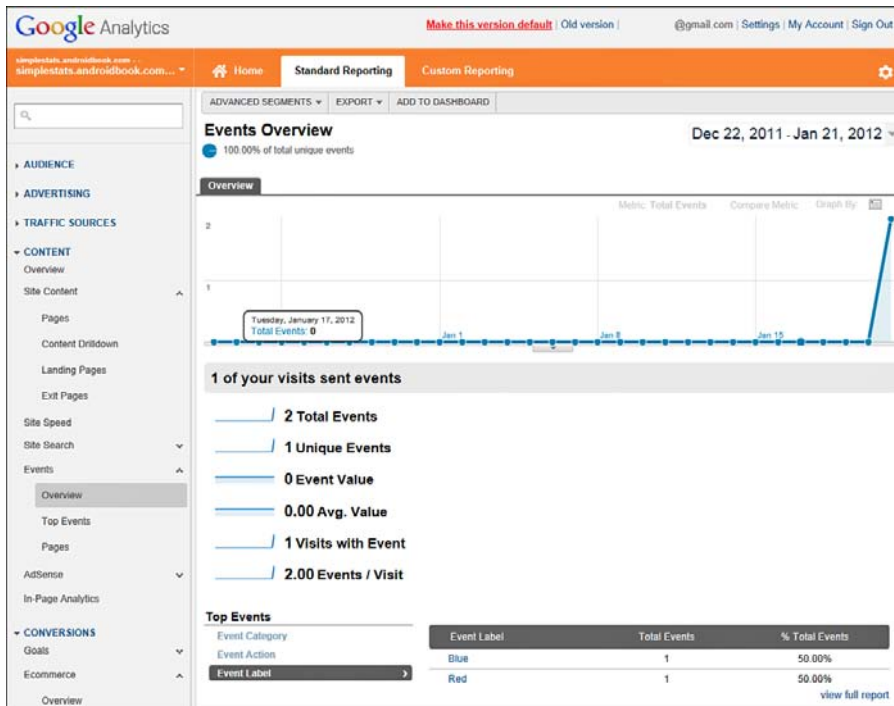 Google Analytics
Make this version default | Old version | @gmail.com | Settings | My Account | Sign Out
simplestats.androidbook.com - -
simplestats.androidbook.com...
Home
Standard Reporting
Custom Reporting
ADVANCED SEGMENTS
EXPORT
ADD TO DASHBOARD
Events Overview
100.00% of total unique events
Dec 22, 2011 - Jan 21, 2012
AUDIENCE
ADVERTISING
TRAFFIC SOURCES
CONTENT
Overview
Site Content
Pages
Content Drilldown
Landing Pages
Exit Pages
Site Speed
Site Search
Events
Overview
Top Events
Pages
AdSense
In-Page Analytics
CONVERSIONS
Goals
Ecommerce
Overview
Overview
Metric: Total Events
Compare Metric
Graph By:
2
1
Tuesday, January 17, 2012
Total Events: 0
Jan 1
Jan 8
Jan 15
1 of your visits sent events
2 Total Events
1 Unique Events
0 Event Value
0.00 Avg. Value
1 Visits with Event
2.00 Events / Visit
Top Events
Event Category
Event Action
Event Label
Event Label Total Events % Total Events
Blue 1 50.00%
Red 1 50.00%
view full report